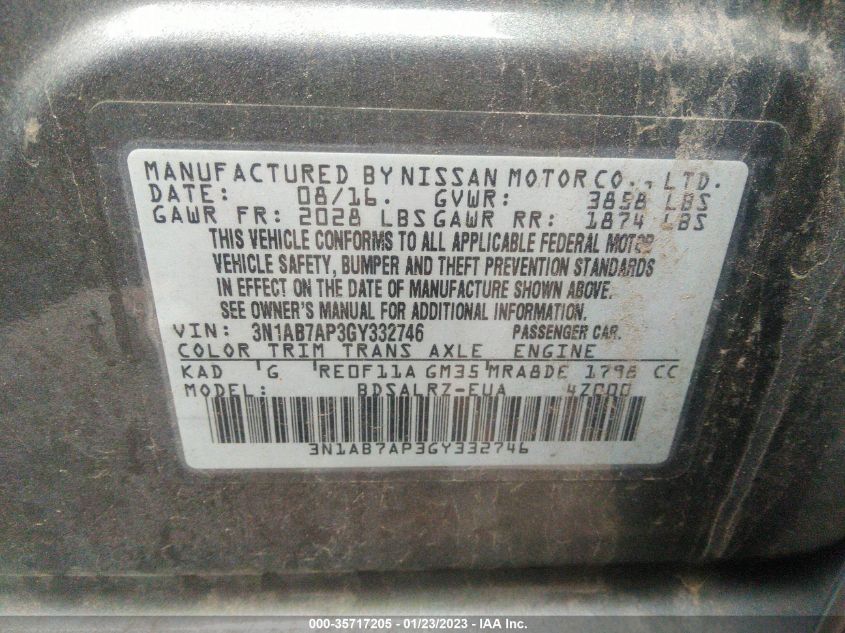 MANUFACTURED BY NISSAN MOTOR CO., LTD.
DATE: 08/16. GVWR: 3858 LBS
GAWR FR: 2028 LBS GAWR RR: 1874 LBS
THIS VEHICLE CONFORMS TO ALL APPLICABLE FEDERAL MOTOR
VEHICLE SAFETY, BUMPER AND THEFT PREVENTION STANDARDS
IN EFFECT ON THE DATE OF MANUFACTURE SHOWN ABOVE.
SEE OWNER'S MANUAL FOR ADDITIONAL INFORMATION.
VIN: 3N1AB7AP3GY332746 PASSENGER CAR.
COLOR TRIM TRANS AXLE ENGINE
KAD G RE0F11A GM35 MRA8DE 1798 CC
MODEL: BDSALRZ-EUA 4Z000
3N1AB7AP3GY332746
000-35717205 - 01/23/2023 - IAA Inc.